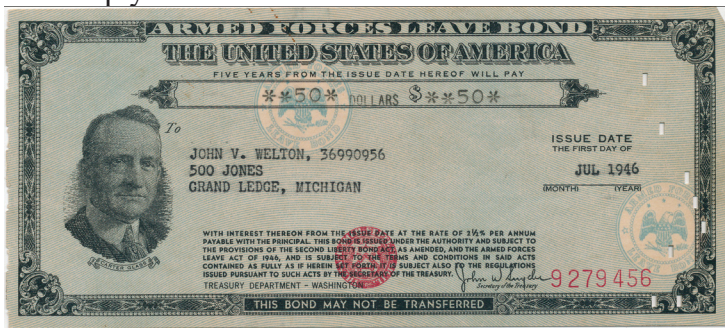 ARMED FORCES LEAVE BOND
THE UNITED STATES OF AMERICA
FIVE YEARS FROM THE ISSUE DATE HEREOF WILL PAY
**50* DOLLARS $**50*
To
JOHN V. WELTON, 36990956
500 JONES
GRAND LEDGE, MICHIGAN
ISSUE DATE
THE FIRST DAY OF
JUL 1946
(MONTH) (YEAR)
CARTER GLASS
WITH INTEREST THEREON FROM THE ISSUE DATE AT THE RATE OF 2½% PER ANNUM
PAYABLE WITH THE PRINCIPAL. THIS BOND IS ISSUED UNDER THE AUTHORITY AND SUBJECT TO
THE PROVISIONS OF THE SECOND LIBERTY BOND ACT, AS AMENDED, AND THE ARMED FORCES
LEAVE ACT OF 1946, AND IS SUBJECT TO THE TERMS AND CONDITIONS IN SAID ACTS
CONTAINED AS FULLY AS IF HEREIN SET FORTH. IT IS SUBJECT ALSO TO THE REGULATIONS
ISSUED PURSUANT TO SUCH ACTS BY THE SECRETARY OF THE TREASURY.
TREASURY DEPARTMENT - WASHINGTON
John W Snyder
Secretary of the Treasury
9279456
ARMED FORCES
THIS BOND MAY NOT BE TRANSFERRED